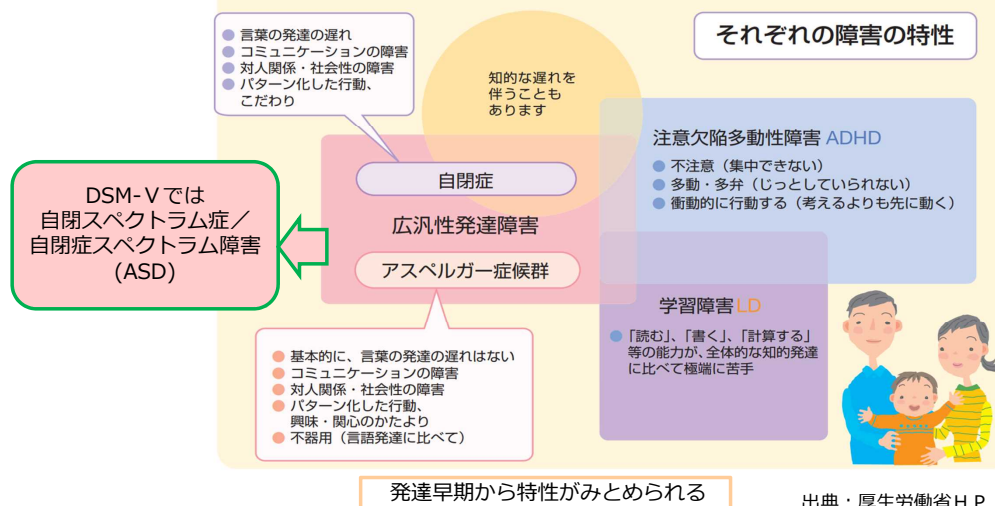 それぞれの障害の特性
● 言葉の発達の遅れ
● コミュニケーションの障害
● 対人関係・社会性の障害
● パターン化した行動、
こだわり
知的な遅れを
伴うことも
あります
注意欠陥多動性障害 ADHD
● 不注意（集中できない）
● 多動・多弁（じっとしていられない）
● 衝動的に行動する（考えるよりも先に動く）
自閉症
広汎性発達障害
アスペルガー症候群
DSM-Ⅴでは
自閉スペクトラム症／
自閉症スペクトラム障害
(ASD)
学習障害 LD
● 「読む」、「書く」、「計算する」
等の能力が、全体的な知的発達
に比べて極端に苦手
● 基本的に、言葉の発達の遅れはない
● コミュニケーションの障害
● 対人関係・社会性の障害
● パターン化した行動、
興味・関心のかたより
● 不器用（言語発達に比べて）
発達早期から特性がみとめられる
出典：厚生労働省ＨＰ